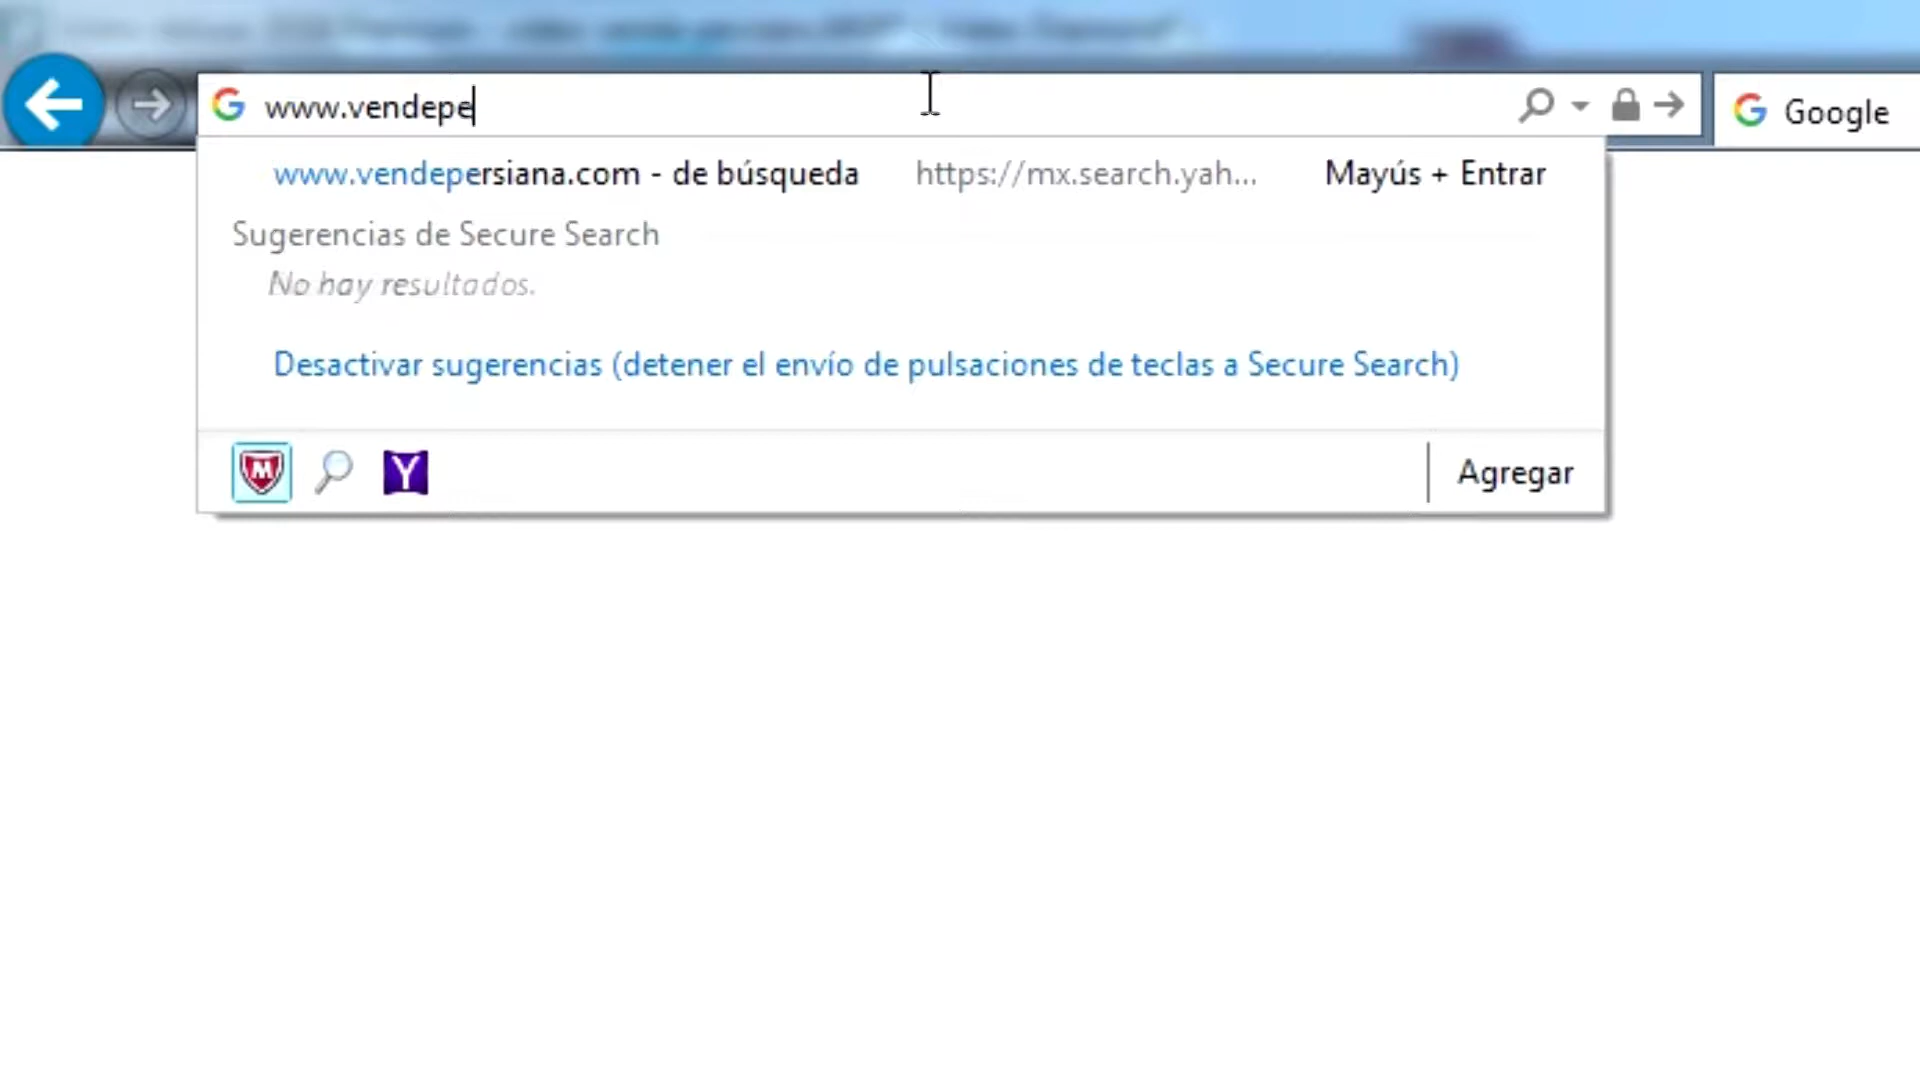 www.vendepe
Google
www.vendepersiana.com - de búsqueda https://mx.search.yah... Mayús + Entrar
Sugerencias de Secure Search
No hay resultados.
Desactivar sugerencias (detener el envío de pulsaciones de teclas a Secure Search)
Agregar